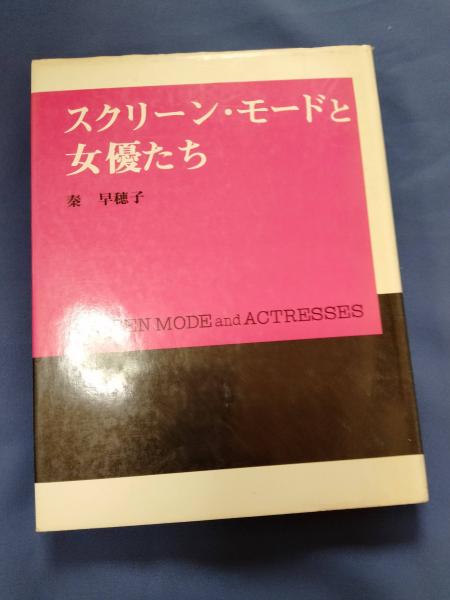 スクリーン・モードと
女優たち
秦 早穂子
EEN MODE and ACTRESSES